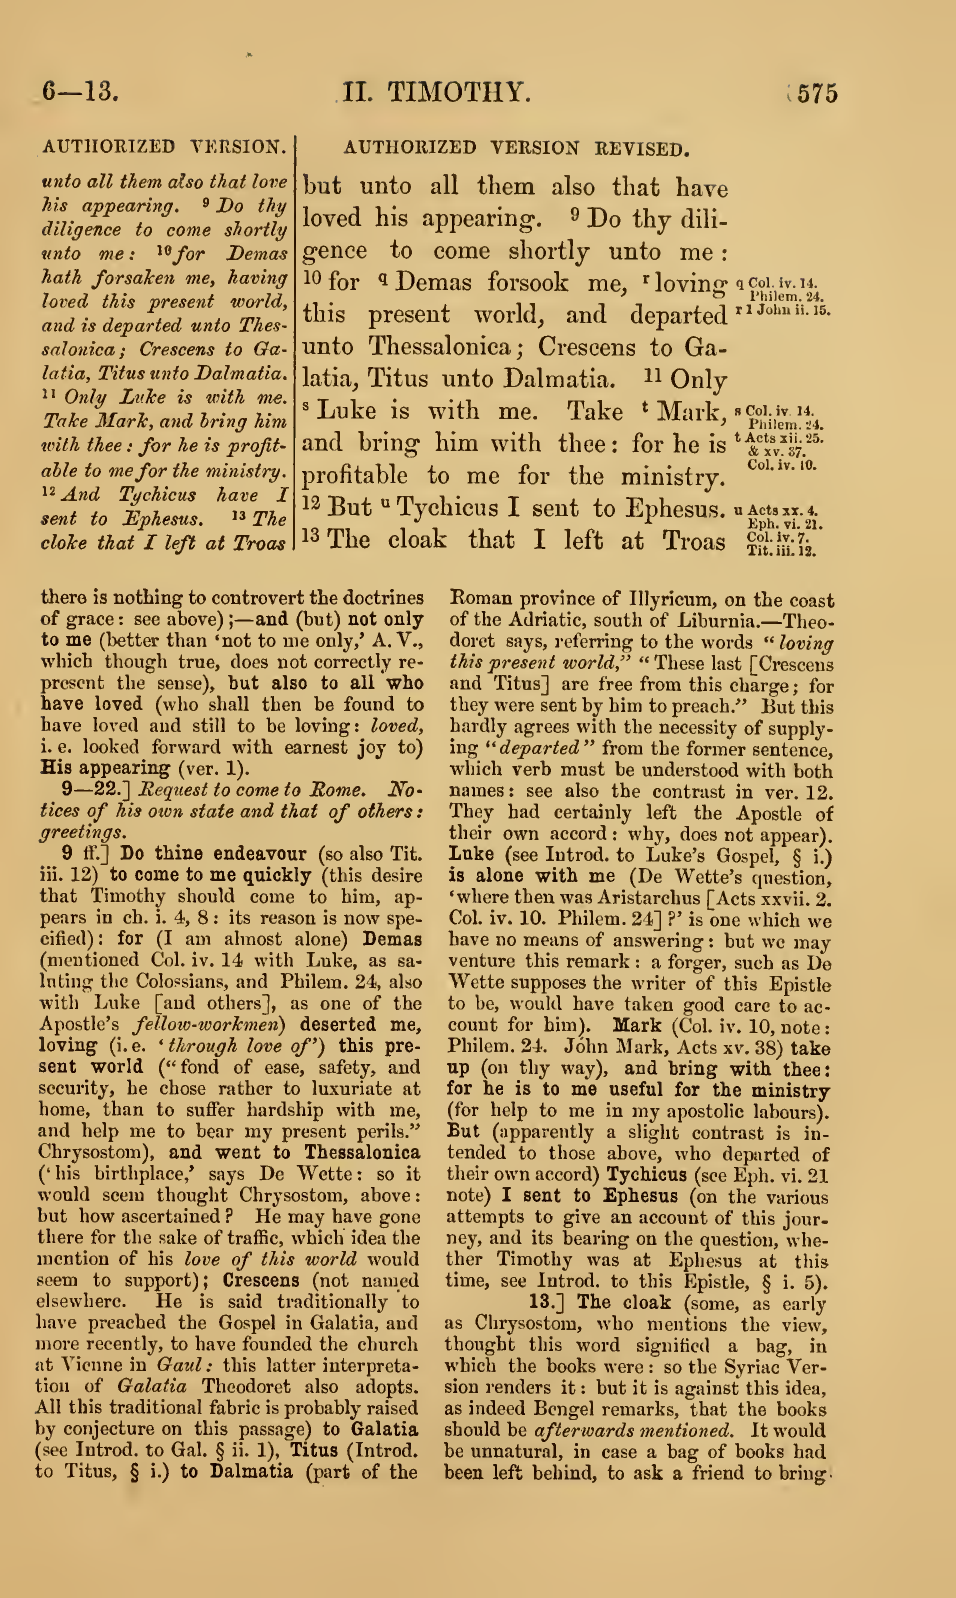 6—13.
II. TIMOTHY.
575
AUTHORIZED VERSION.
unto all them also that love
his appearing. 9 Do thy
diligence to come shortly
unto me: 10 for Demas
hath forsaken me, having
loved this present world,
and is departed unto Thes-
salonica; Crescens to Ga-
latia, Titus unto Dalmatia.
11 Only Luke is with me.
Take Mark, and bring him
with thee: for he is profit-
able to me for the ministry.
12 And Tychicus have I
sent to Ephesus. 13 The
cloke that I left at Troas
AUTHORIZED VERSION REVISED.
but unto all them also that have
loved his appearing. 9 Do thy dili-
gence to come shortly unto me:
10 for q Demas forsook me, r loving
this present world, and departed
unto Thessalonica; Crescens to Ga-
latia, Titus unto Dalmatia. 11 Only
s Luke is with me. Take t Mark,
and bring him with thee: for he is
profitable to me for the ministry.
12 But u Tychicus I sent to Ephesus.
13 The cloak that I left at Troas
q Col. iv. 14.
Philem. 24.
r 1 John ii. 15.
s Col. iv. 14.
Philem. 24.
t Acts xii. 25.
& xv. 37.
Col. iv. 10.
u Acts xx. 4.
Eph. vi. 21.
Col. iv. 7.
Tit. iii. 12.
there is nothing to controvert the doctrines
of grace: see above);—and (but) not only
to me (better than ‘not to me only,’ A. V.,
which though true, does not correctly re-
present the sense), but also to all who
have loved (who shall then be found to
have loved and still to be loving: loved,
i. e. looked forward with earnest joy to)
His appearing (ver. 1).
9—22.] Request to come to Rome. No-
tices of his own state and that of others:
greetings.
9 ff.] Do thine endeavour (so also Tit.
iii. 12) to come to me quickly (this desire
that Timothy should come to him, ap-
pears in ch. i. 4, 8: its reason is now spe-
cified): for (I am almost alone) Demas
(mentioned Col. iv. 14 with Luke, as sa-
luting the Colossians, and Philem. 24, also
with Luke [and others], as one of the
Apostle's fellow-workmen) deserted me,
loving (i. e. ‘through love of’) this pre-
sent world (“fond of ease, safety, and
security, he chose rather to luxuriate at
home, than to suffer hardship with me,
and help me to bear my present perils.”
Chrysostom), and went to Thessalonica
(‘his birthplace,’ says De Wette: so it
would seem thought Chrysostom, above:
but how ascertained? He may have gone
there for the sake of traffic, which idea the
mention of his love of this world would
seem to support); Crescens (not named
elsewhere. He is said traditionally to
have preached the Gospel in Galatia, and
more recently, to have founded the church
at Vienne in Gaul: this latter interpreta-
tion of Galatia Theodoret also adopts.
All this traditional fabric is probably raised
by conjecture on this passage) to Galatia
(see Introd. to Gal. § ii. 1), Titus (Introd.
to Titus, § i.) to Dalmatia (part of the
Roman province of Illyricum, on the coast
of the Adriatic, south of Liburnia.—Theo-
doret says, referring to the words “loving
this present world,” “These last [Crescens
and Titus] are free from this charge; for
they were sent by him to preach.” But this
hardly agrees with the necessity of supply-
ing “departed” from the former sentence,
which verb must be understood with both
names: see also the contrast in ver. 12.
They had certainly left the Apostle of
their own accord: why, does not appear).
Luke (see Introd. to Luke's Gospel, § i.)
is alone with me (De Wette's question,
‘where then was Aristarchus [Acts xxvii. 2.
Col. iv. 10. Philem. 24]?’ is one which we
have no means of answering: but we may
venture this remark: a forger, such as De
Wette supposes the writer of this Epistle
to be, would have taken good care to ac-
count for him). Mark (Col. iv. 10, note:
Philem. 24. John Mark, Acts xv. 38) take
up (on thy way), and bring with thee:
for he is to me useful for the ministry
(for help to me in my apostolic labours).
But (apparently a slight contrast is in-
tended to those above, who departed of
their own accord) Tychicus (see Eph. vi. 21
note) I sent to Ephesus (on the various
attempts to give an account of this jour-
ney, and its bearing on the question, whe-
ther Timothy was at Ephesus at this
time, see Introd. to this Epistle, § i. 5).
13.] The cloak (some, as early
as Chrysostom, who mentions the view,
thought this word signified a bag, in
which the books were: so the Syriac Ver-
sion renders it: but it is against this idea,
as indeed Bengel remarks, that the books
should be afterwards mentioned. It would
be unnatural, in case a bag of books had
been left behind, to ask a friend to bring